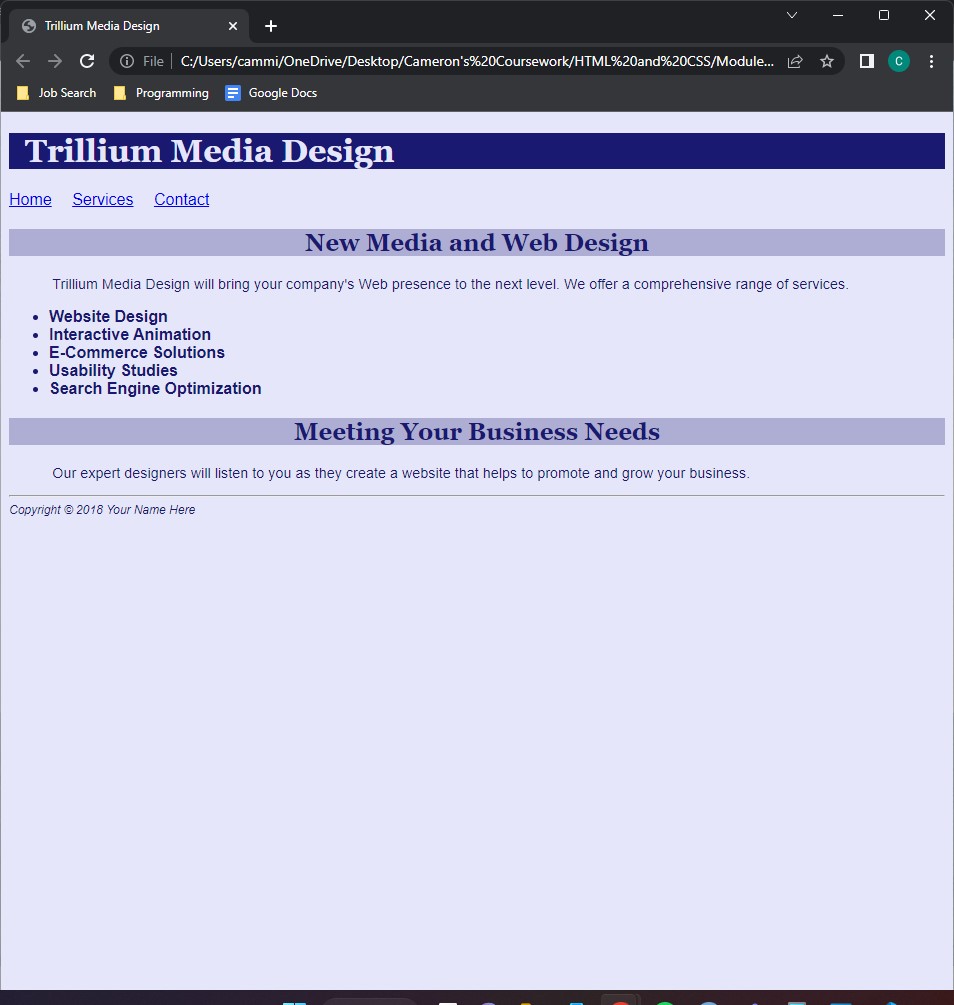 Trillium Media Design
File C:/Users/cammi/OneDrive/Desktop/Cameron's%20Coursework/HTML%20and%20CSS/Module... C
Job Search Programming Google Docs
Trillium Media Design
Home Services Contact
New Media and Web Design
Trillium Media Design will bring your company's Web presence to the next level. We offer a comprehensive range of services.
Website Design
Interactive Animation
E-Commerce Solutions
Usability Studies
Search Engine Optimization
Meeting Your Business Needs
Our expert designers will listen to you as they create a website that helps to promote and grow your business.
Copyright © 2018 Your Name Here